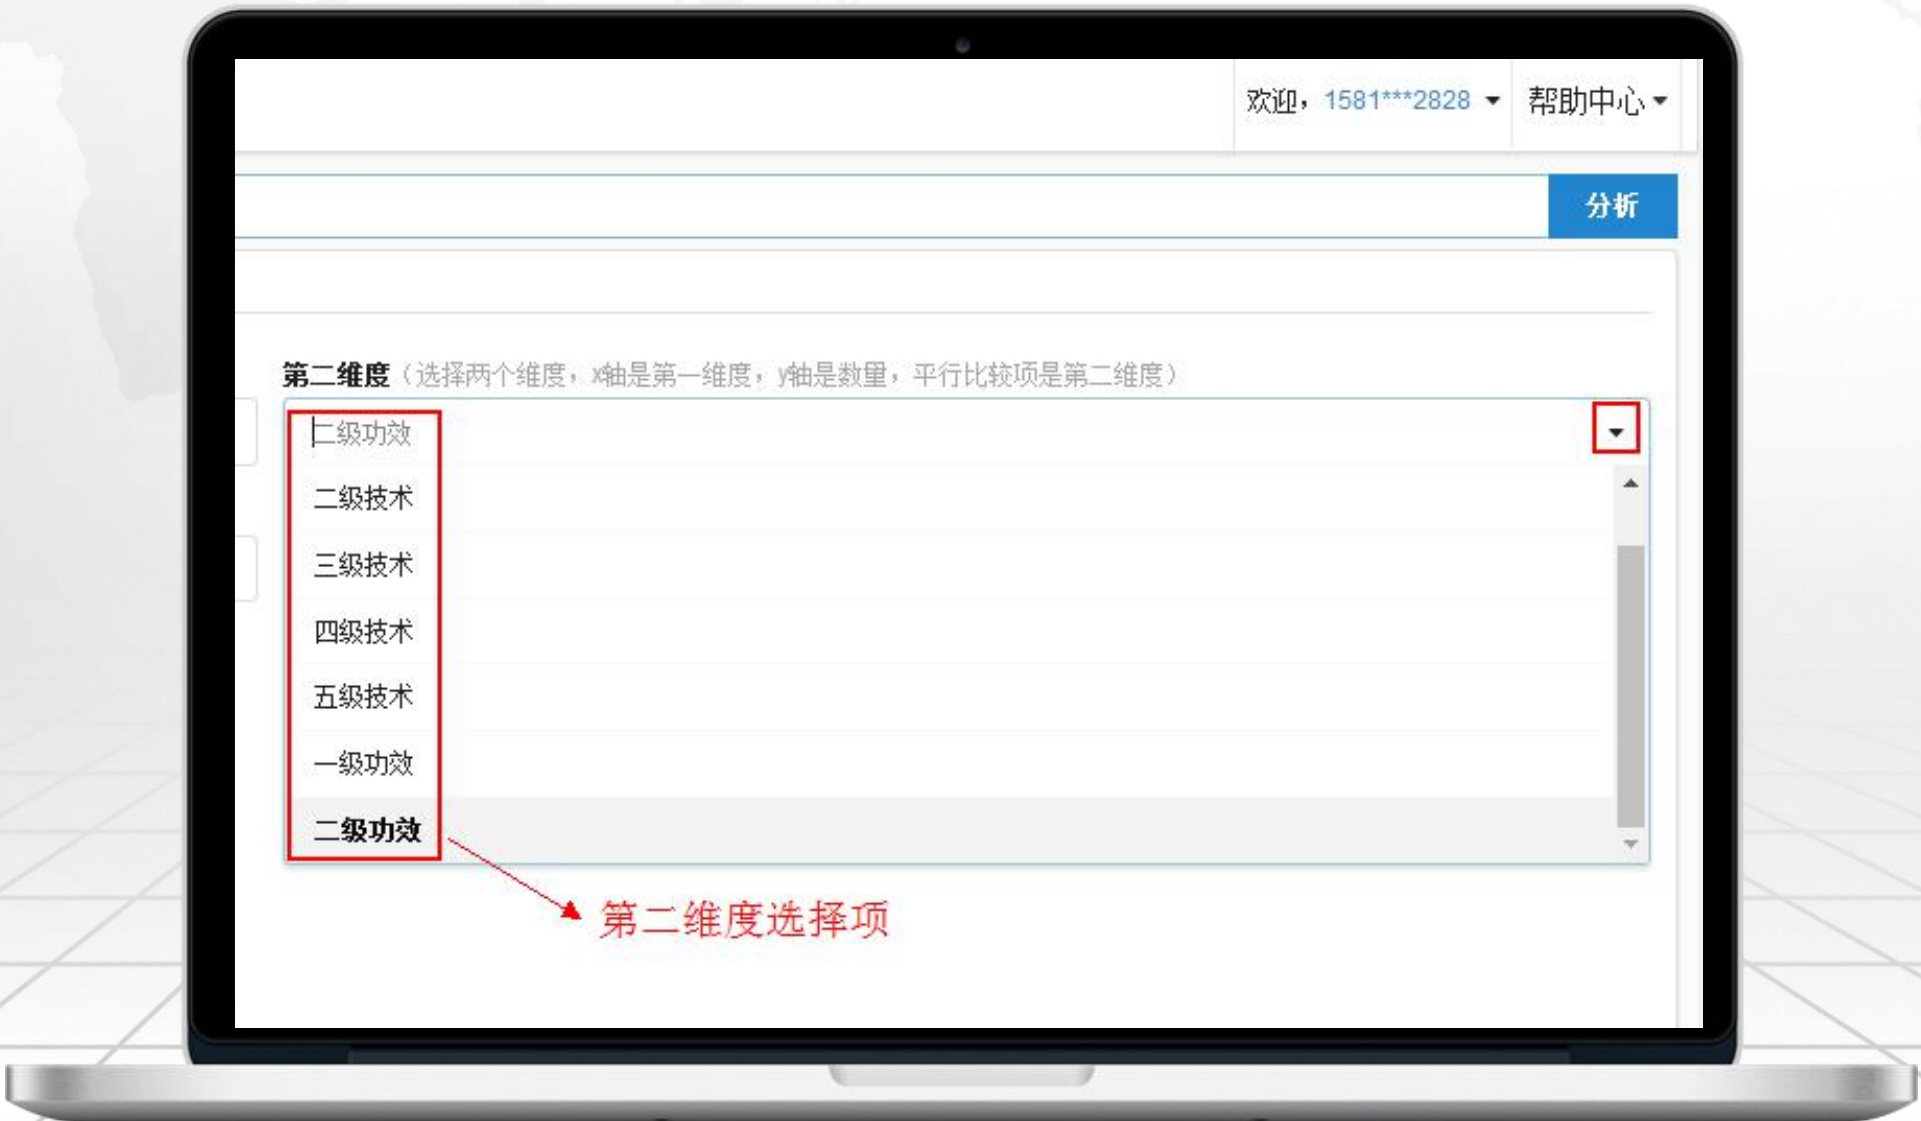 欢迎，1581***2828 帮助中心
分析
第二维度（选择两个维度，x轴是第一维度，y轴是数量，平行比较项是第二维度）
二级功效
二级技术
三级技术
四级技术
五级技术
一级功效
二级功效
第二维度选择项